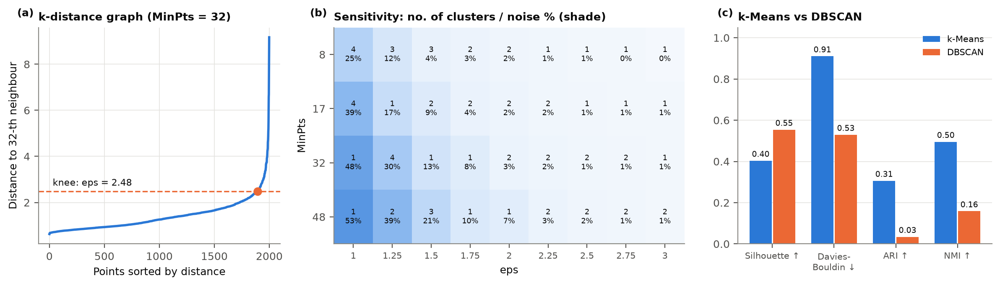 (a) k-distance graph (MinPts = 32)
Distance to 32-th neighbour
8
6
4
2
knee: eps = 2.48
0 500 1000 1500 2000
Points sorted by distance
(b) Sensitivity: no. of clusters / noise % (shade)
MinPts
8
4 3 3 2 2 1 1 1 1
25% 12% 4% 3% 2% 1% 1% 0% 0%
17
4 1 2 2 2 2 1 1 1
39% 17% 9% 4% 2% 2% 1% 1% 1%
32
1 4 1 1 2 2 2 2 1
48% 30% 13% 8% 3% 2% 1% 1% 1%
48
1 2 3 1 1 2 2 2 2
53% 39% 21% 10% 7% 3% 2% 1% 1%
1 1.25 1.5 1.75 2 2.25 2.5 2.75 3
eps
(c) k-Means vs DBSCAN
1.0
0.8
0.6
0.4
0.2
0.0
k-Means
DBSCAN
0.40 0.55 0.91 0.53 0.31 0.03 0.50 0.16
Silhouette ↑
Davies-
Bouldin ↓
ARI ↑
NMI ↑